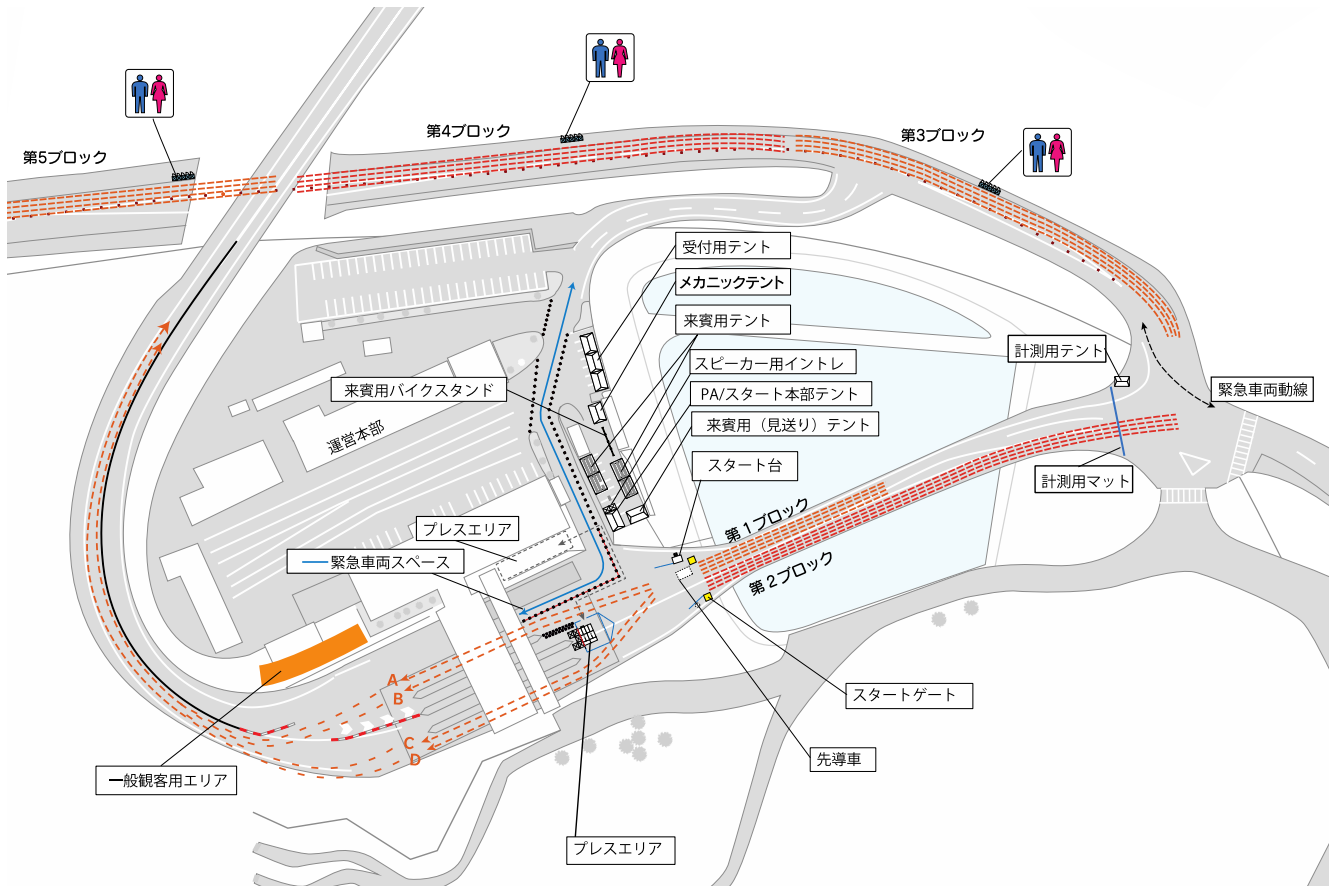 第4ブロック
第3ブロック
第5ブロック
受付用テント
メカニックテント
来賓用テント
計測用テント
スピーカー用イントレ
来賓用バイクスタンド
緊急車両動線
PA/スタート本部テント
来賓用（見送り）テント
運営本部
スタート台
計測用マット
プレスエリア
第１ブロック
緊急車両スペース
第２ブロック
A
B
スタートゲート
C
D
先導車
一般観客用エリア
プレスエリア